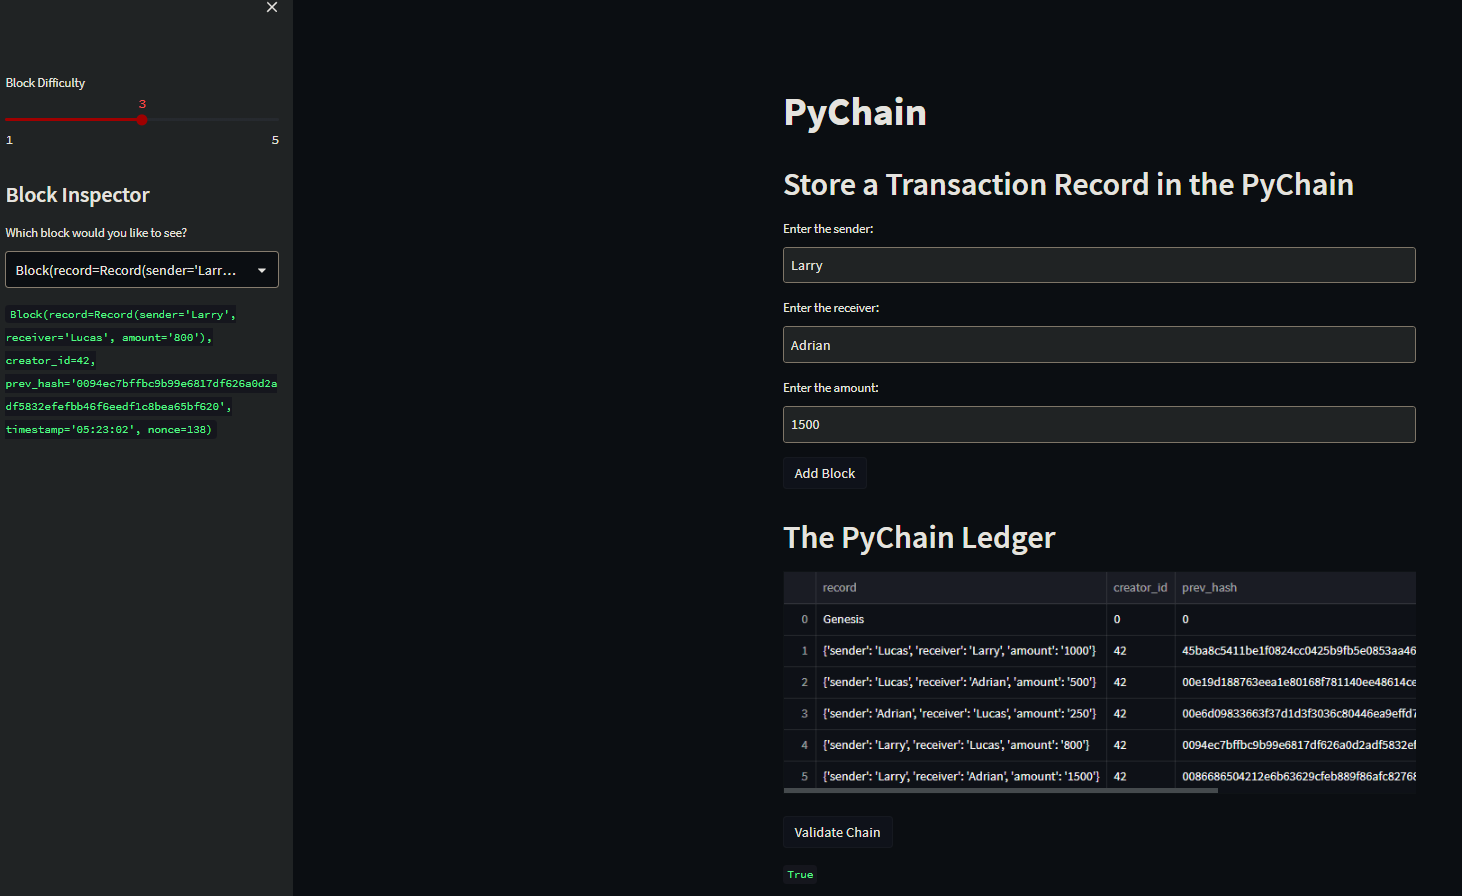 ×
Block Difficulty
3
1 5
Block Inspector
Which block would you like to see?
Block(record=Record(sender='Larr...
Block(record=Record(sender='Larry',
receiver='Lucas', amount='800'),
creator_id=42,
prev_hash='0094ec7bffbc9b99e6817df626a0d2a
df5832efefbb46f6eedf1c8bea65bf620',
timestamp='05:23:02', nonce=138)
PyChain
Store a Transaction Record in the PyChain
Enter the sender:
Larry
Enter the receiver:
Adrian
Enter the amount:
1500
Add Block
The PyChain Ledger
record creator_id prev_hash
0 Genesis 0 0
1 {'sender': 'Lucas', 'receiver': 'Larry', 'amount': '1000'} 42 45ba8c5411be1f0824cc0425b9fb5e0853aa46
2 {'sender': 'Lucas', 'receiver': 'Adrian', 'amount': '500'} 42 00e19d188763eea1e80168f781140ee48614ce
3 {'sender': 'Adrian', 'receiver': 'Lucas', 'amount': '250'} 42 00e6d09833663f37d1d3f3036c80446ea9effd7
4 {'sender': 'Larry', 'receiver': 'Lucas', 'amount': '800'} 42 0094ec7bffbc9b99e6817df626a0d2adf5832ef
5 {'sender': 'Larry', 'receiver': 'Adrian', 'amount': '1500'} 42 0086686504212e6b63629cfeb889f86afc82768
Validate Chain
True